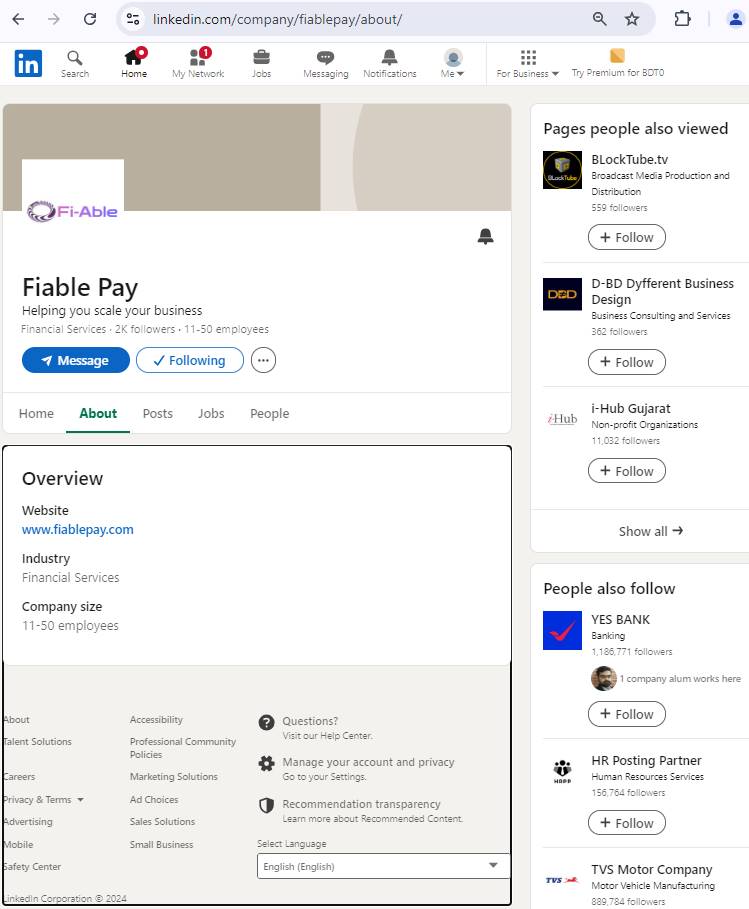 linkedin.com/company/fiablepay/about/
in
Search
Home
1
My Network
Jobs
Messaging
Notifications
Me
For Business
Try Premium for BDT0
Fi-Able
Fiable Pay
Helping you scale your business
Financial Services · 2K followers · 11-50 employees
Message
Following
Home
About
Posts
Jobs
People
Overview
Website
www.fiablepay.com
Industry
Financial Services
Company size
11-50 employees
Pages people also viewed
BLockTube
BLockTube.tv
Broadcast Media Production and
Distribution
559 followers
+ Follow
DBD
D-BD Dyfferent Business
Design
Business Consulting and Services
362 followers
+ Follow
i-Hub
i-Hub Gujarat
Non-profit Organizations
11,032 followers
+ Follow
Show all →
People also follow
YES BANK
Banking
1,186,771 followers
1 company alum works here
+ Follow
HRPP
HR Posting Partner
Human Resources Services
156,764 followers
+ Follow
TVS
TVS Motor Company
Motor Vehicle Manufacturing
889,784 followers
About
Accessibility
Talent Solutions
Professional Community
Policies
Careers
Marketing Solutions
Privacy & Terms
Ad Choices
Advertising
Sales Solutions
Mobile
Small Business
Safety Center
Questions?
Visit our Help Center.
Manage your account and privacy
Go to your Settings.
Recommendation transparency
Learn more about Recommended Content.
Select Language
English (English)
LinkedIn Corporation © 2024